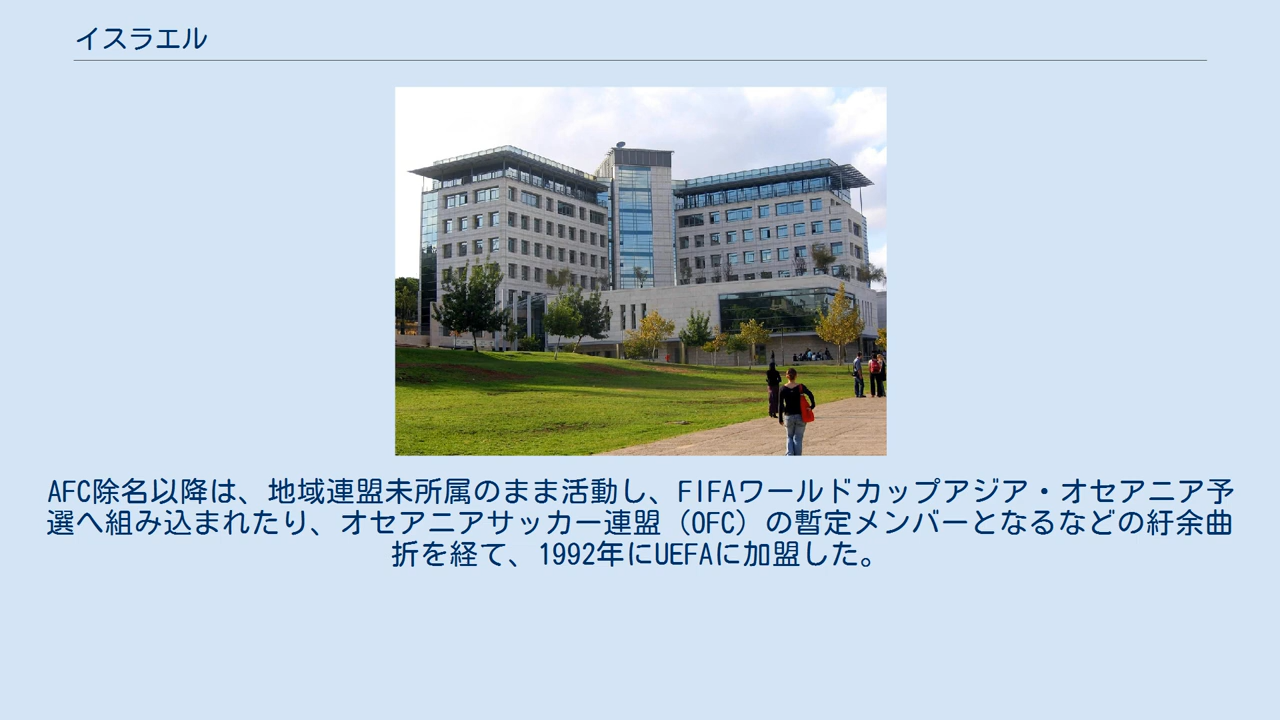 イスラエル
AFC除名以降は、地域連盟未所属のまま活動し、FIFAワールドカップアジア・オセアニア予
選へ組み込まれたり、オセアニアサッカー連盟（OFC）の暫定メンバーとなるなどの紆余曲
折を経て、1992年にUEFAに加盟した。